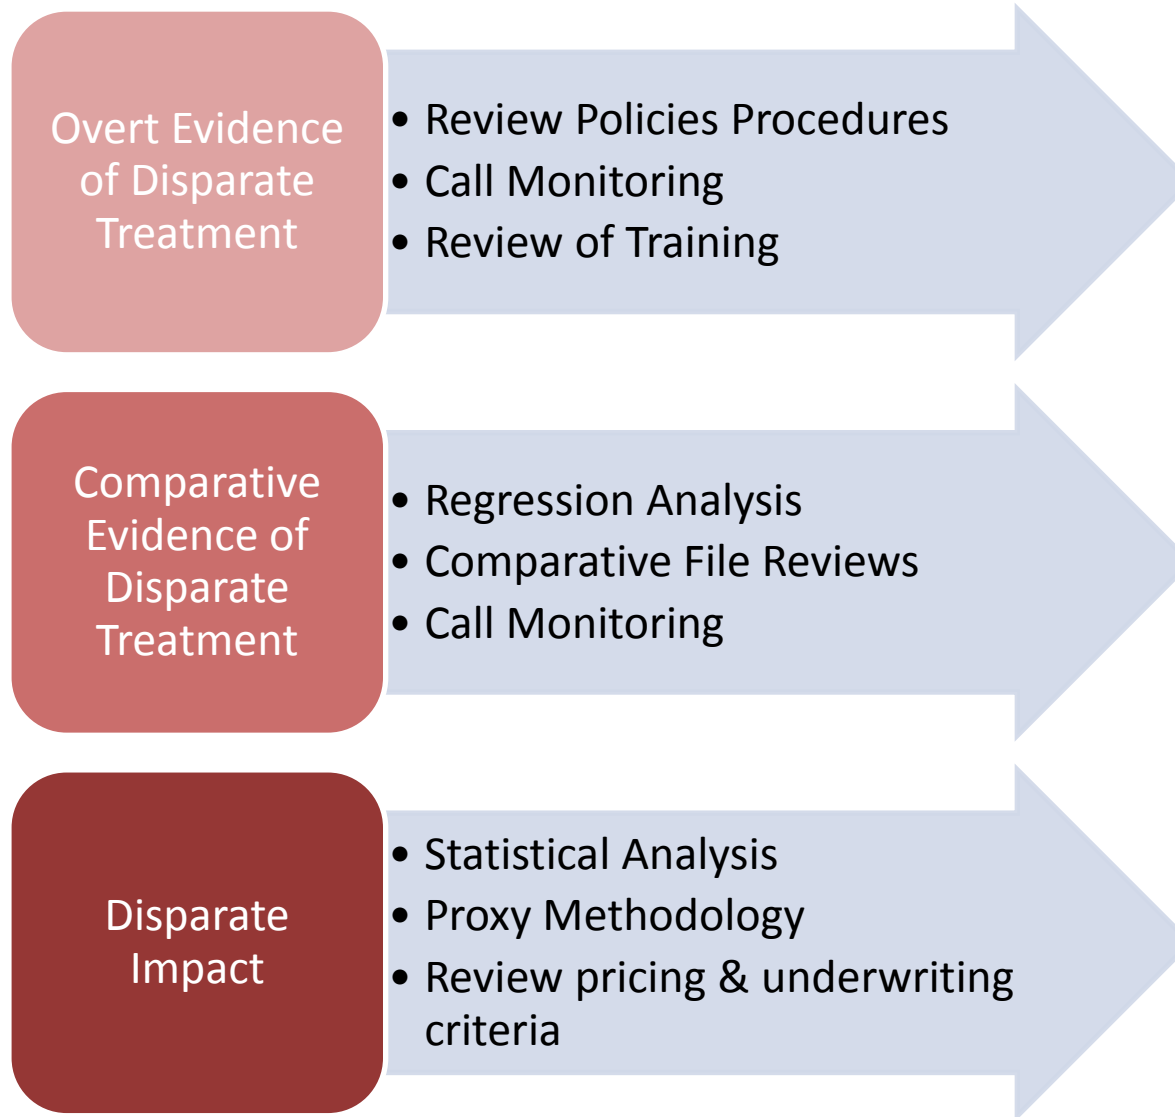 Overt Evidence
of Disparate
Treatment
• Review Policies Procedures
• Call Monitoring
• Review of Training
Comparative
Evidence of
Disparate
Treatment
• Regression Analysis
• Comparative File Reviews
• Call Monitoring
Disparate
Impact
• Statistical Analysis
• Proxy Methodology
• Review pricing & underwriting
criteria